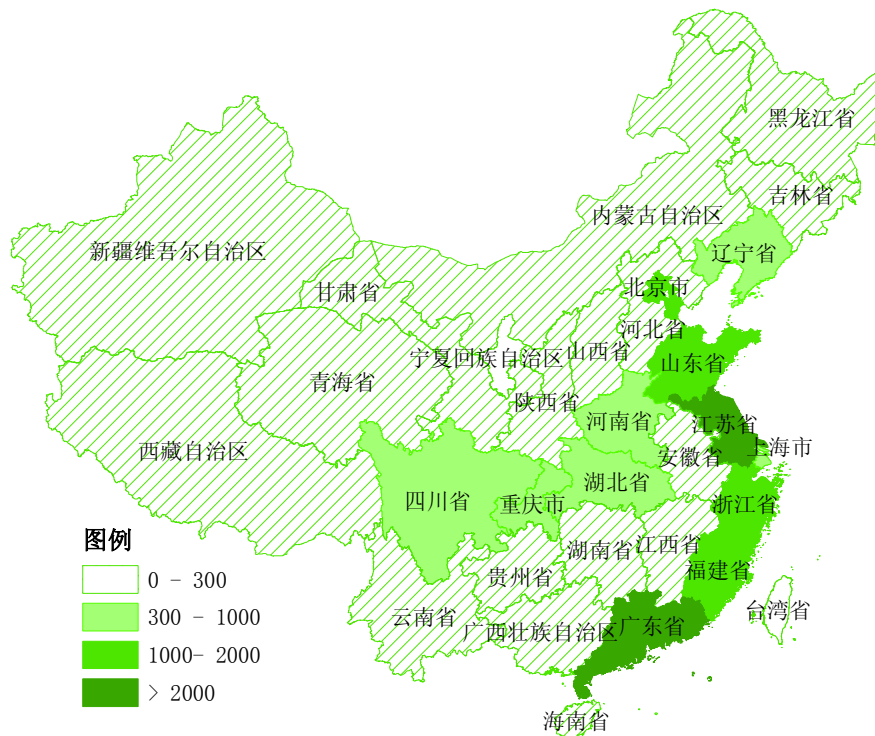 黑龙江省
吉林省
内蒙古自治区
辽宁省
新疆维吾尔自治区
甘肃省
北京市
河北省
宁夏回族自治区
山西省
山东省
青海省
陕西省
河南省
江苏省
西藏自治区
安徽省
上海市
四川省
重庆市
湖北省
浙江省
图例
湖南省
江西省
0 - 300
贵州省
福建省
300 - 1000
云南省
广西壮族自治区
广东省
台湾省
1000- 2000
> 2000
海南省